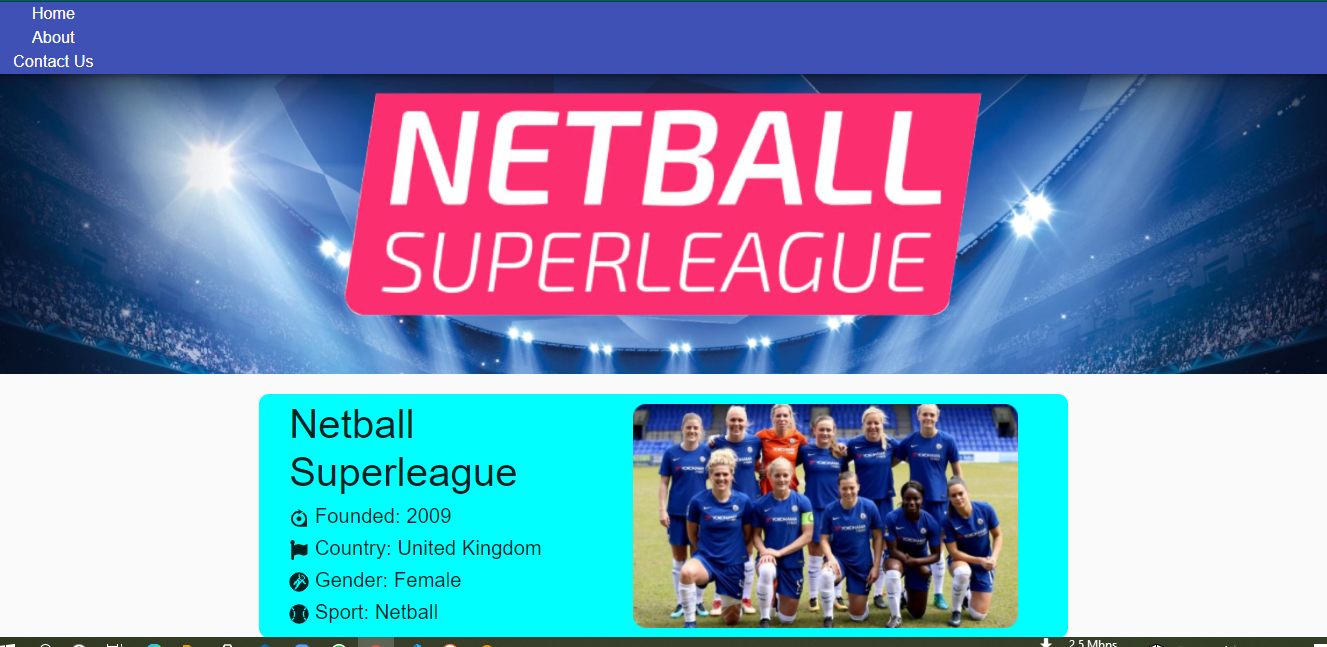 Home
About
Contact Us
NETBALL
SUPERLEAGUE
Netball
Superleague
Founded: 2009
Country: United Kingdom
Gender: Female
Sport: Netball